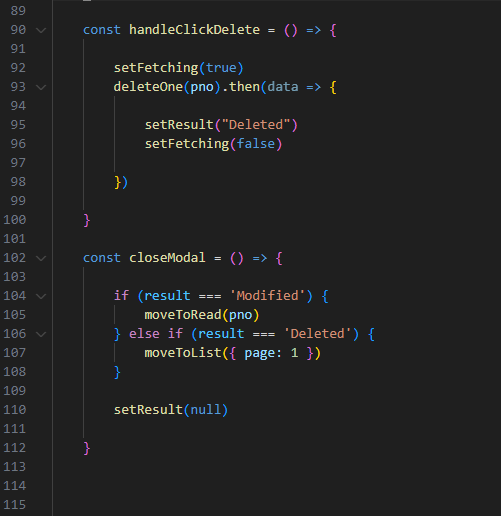 89
90 const handleClickDelete = () => {
91
92 setFetching(true)
93 deleteOne(pno).then(data => {
94
95 setResult("Deleted")
96 setFetching(false)
97
98 })
99
100 }
101
102 const closeModal = () => {
103
104 if (result === 'Modified') {
105 moveToRead(pno)
106 } else if (result === 'Deleted') {
107 moveToList({ page: 1 })
108 }
109
110 setResult(null)
111
112 }
113
114
115